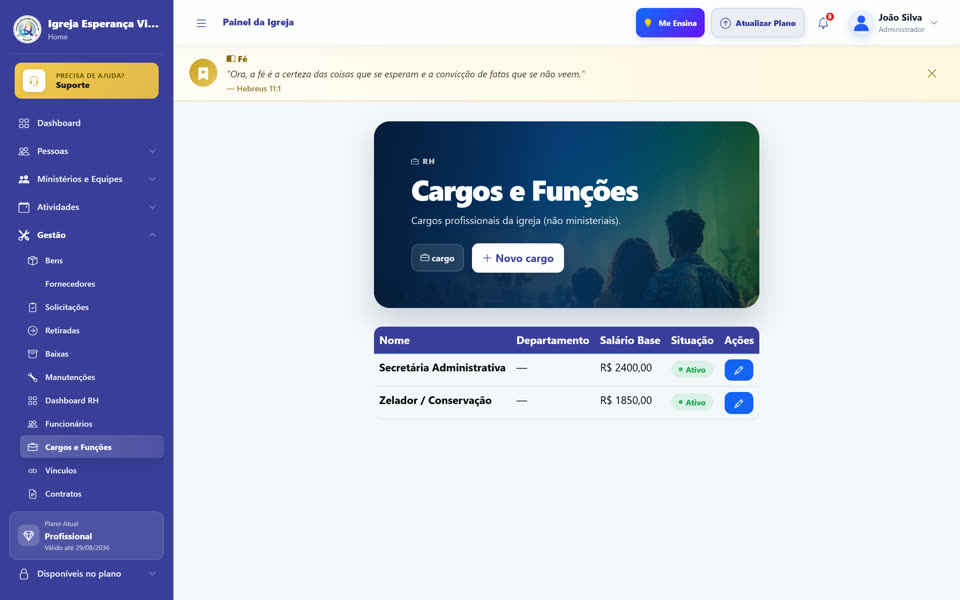 Igreja Esperança Vi...
Home
PRECISA DE AJUDA?
Suporte
Dashboard
Pessoas
Ministérios e Equipes
Atividades
Gestão
Bens
Fornecedores
Solicitações
Retiradas
Baixas
Manutenções
Dashboard RH
Funcionários
Cargos e Funções
Vínculos
Contratos
Plano Atual
Profissional
Válido até 29/08/2036
Disponíveis no plano
Painel da Igreja
Me Ensina
Atualizar Plano
João Silva
Administrador
Fé
"Ora, a fé é a certeza das coisas que se esperam e a convicção de fatos que se não veem."
— Hebreus 11:1
RH
Cargos e Funções
Cargos profissionais da igreja (não ministeriais).
cargo
+ Novo cargo
Nome Departamento Salário Base Situação Ações
Secretária Administrativa — R$ 2400,00 Ativo
Zelador / Conservação — R$ 1850,00 Ativo